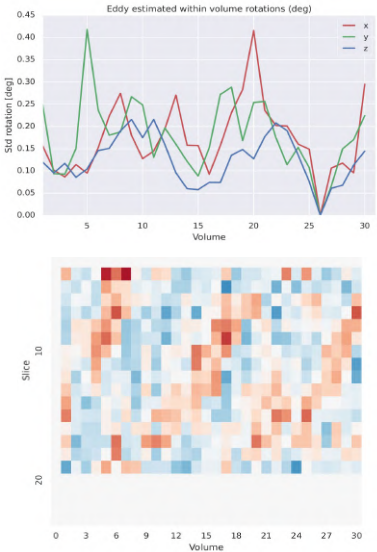 Eddy estimated within volume rotations (deg)
0.45
0.40
0.35
0.30
0.25
0.20
0.15
0.10
0.05
0.00
Std rotation [deg]
x
y
z
5 10 15 20 25 30
Volume
Slice
10
20
0 3 6 9 12 15 18 21 24 27 30
Volume